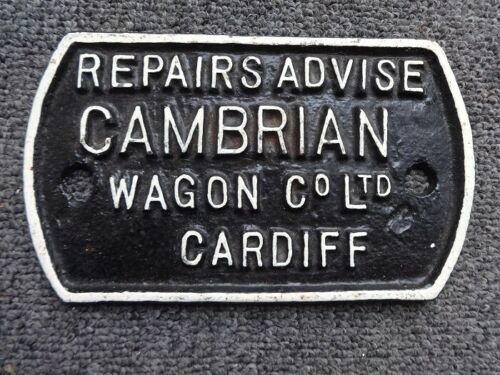 REPAIRS ADVISE
CAMBRIAN
WAGON Cº LTD
CARDIFF